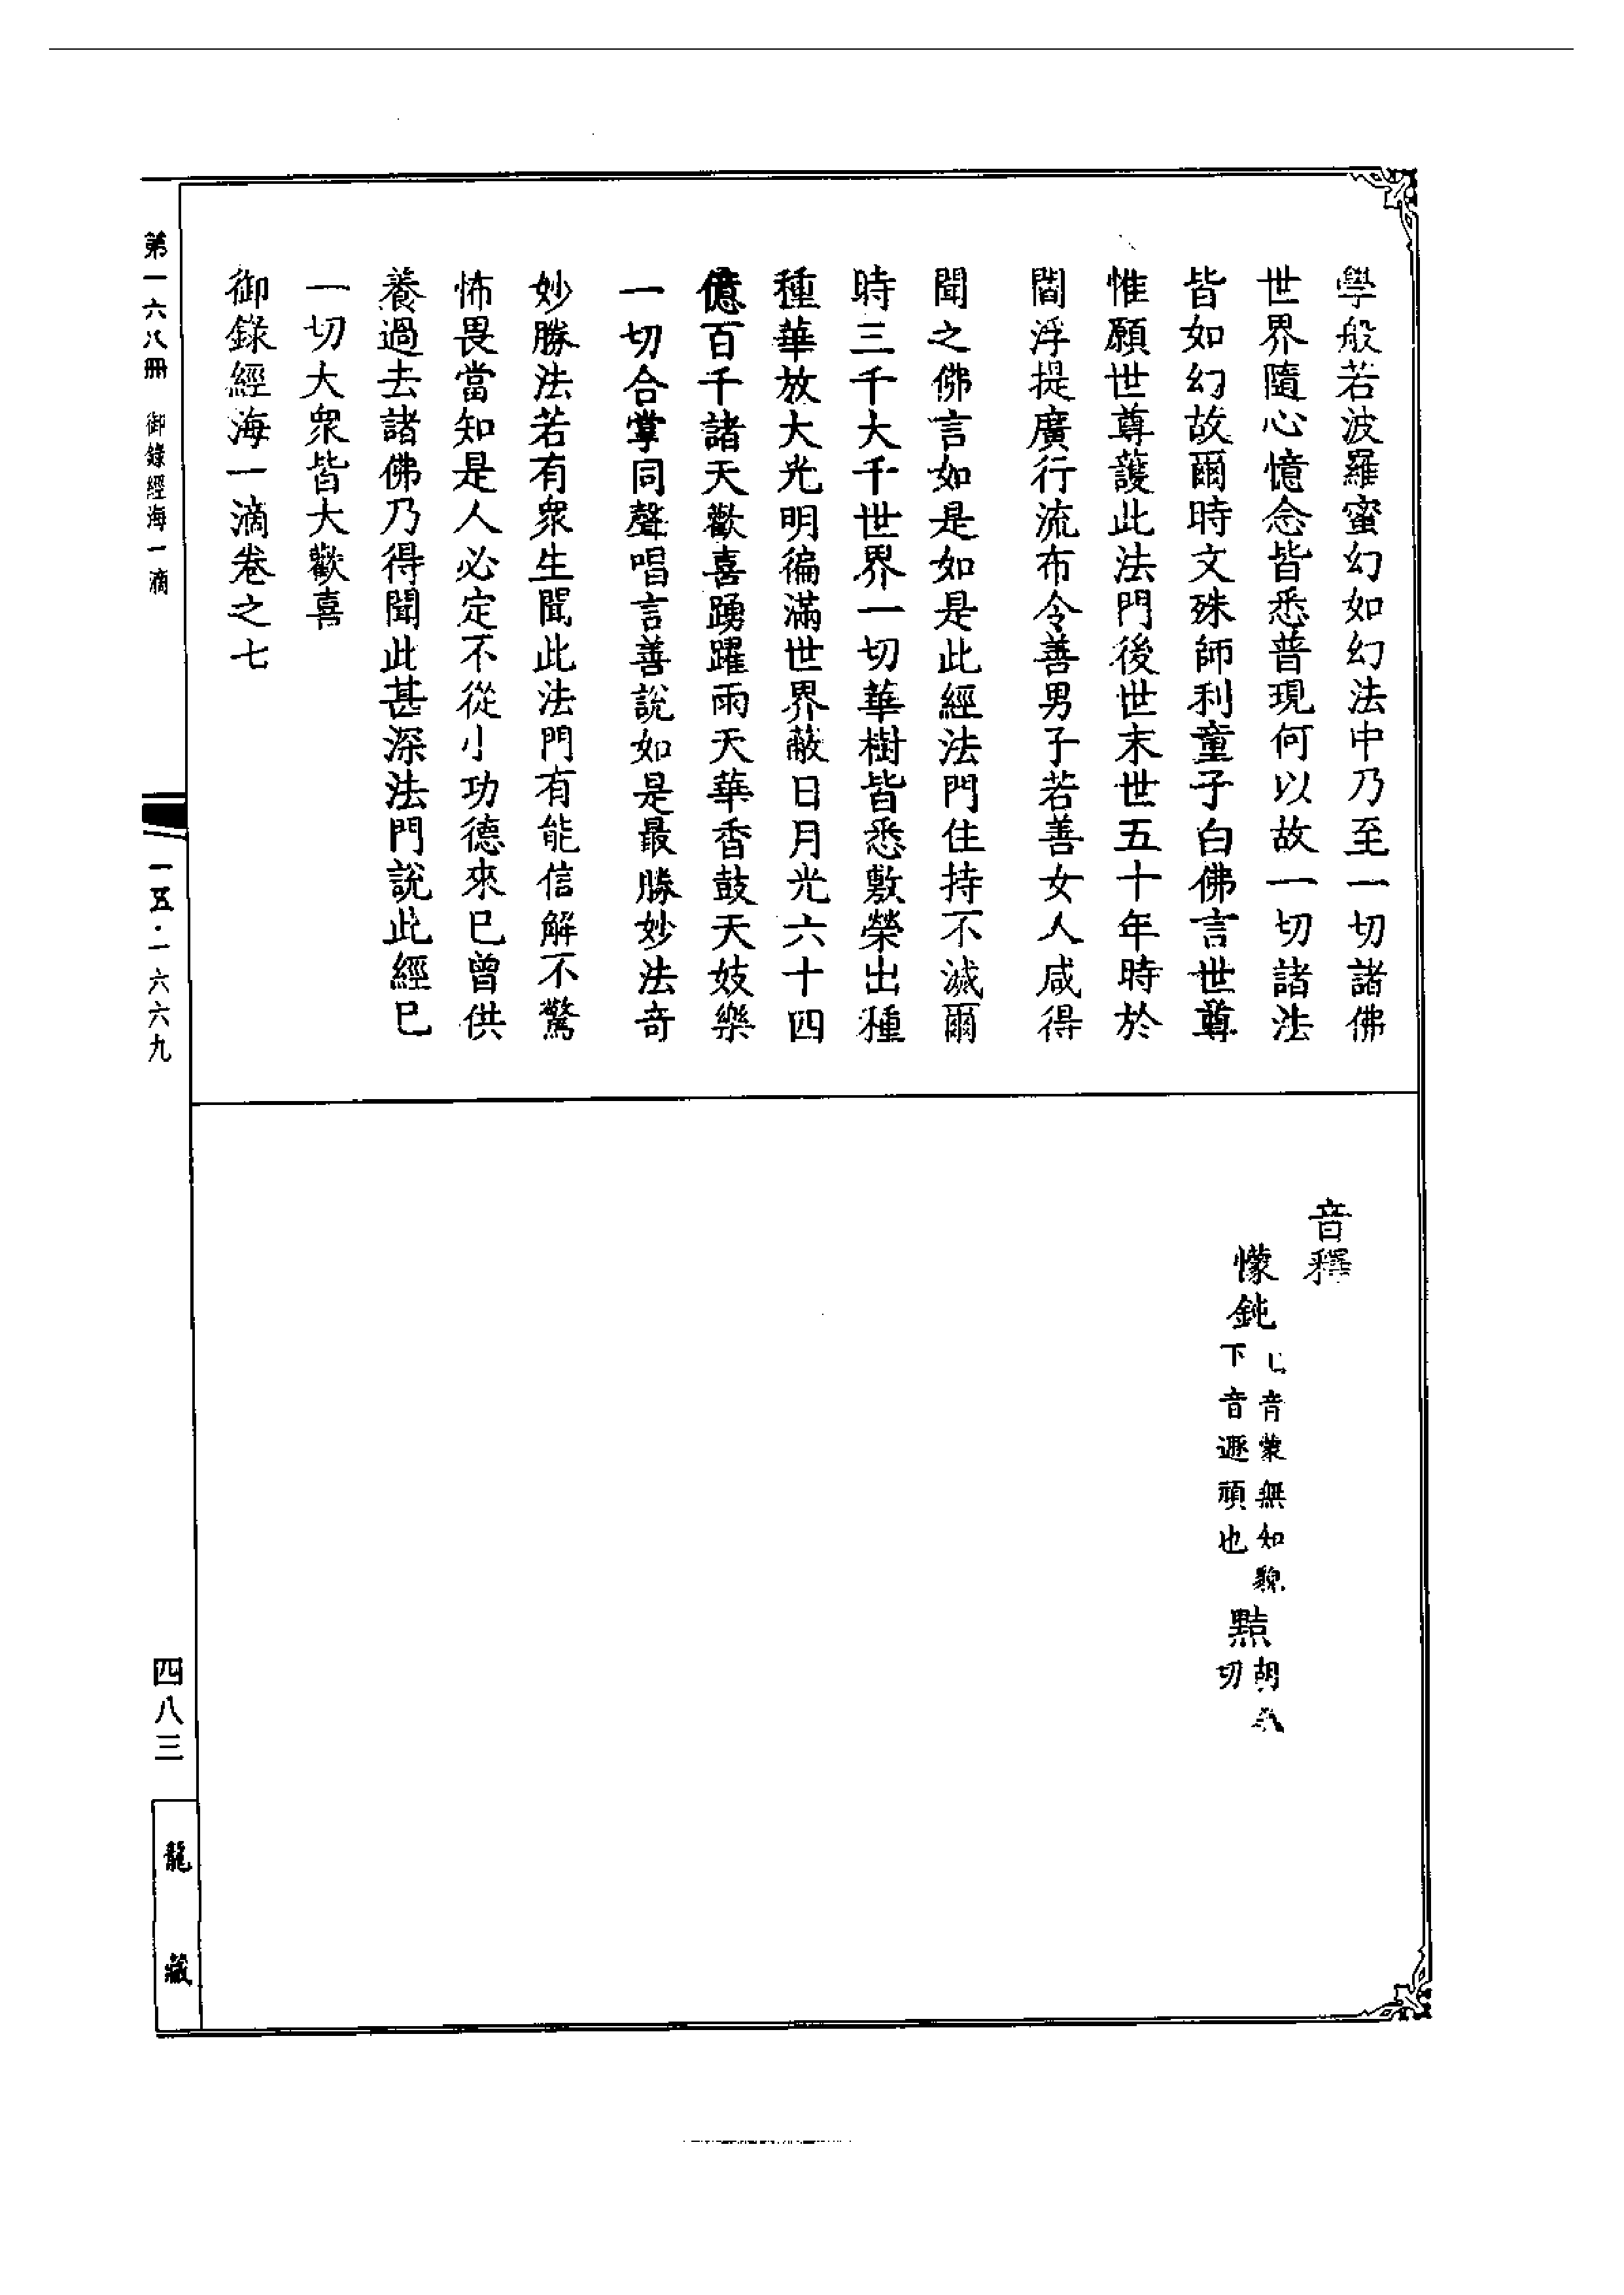 學般若波羅蜜幻如幻法中乃至一切諸佛
世界隨心憶念皆悉普現何以故一切諸法
皆如幻故爾時文殊師利童子白佛言世尊
惟願世尊護此法門後世末世五十年時於
閻浮提廣行流布令善男子若善女人咸得
聞之佛言如是如是此經法門住持不滅爾
時三千大千世界一切華樹皆悉敷榮出種
種華放大光明徧滿世界蔽日月光六十四
億百千諸天歡喜踴躍雨天華香鼓天妓樂
一切合掌同聲唱言善說如是最勝妙法奇
妙勝法若有衆生聞此法門有能信解不驚
怖畏當知是人必定不從小功德來已曾供
養過去諸佛乃得聞此甚深法門說此經已
一切大衆皆大歡喜
御錄經海一滴卷之七
音釋
懞鈍
上音蒙無知貌
下音遯頑也
黠
胡八
切
第一六八冊 御錄經海一滴
一五·一六六九
四八三
龍藏